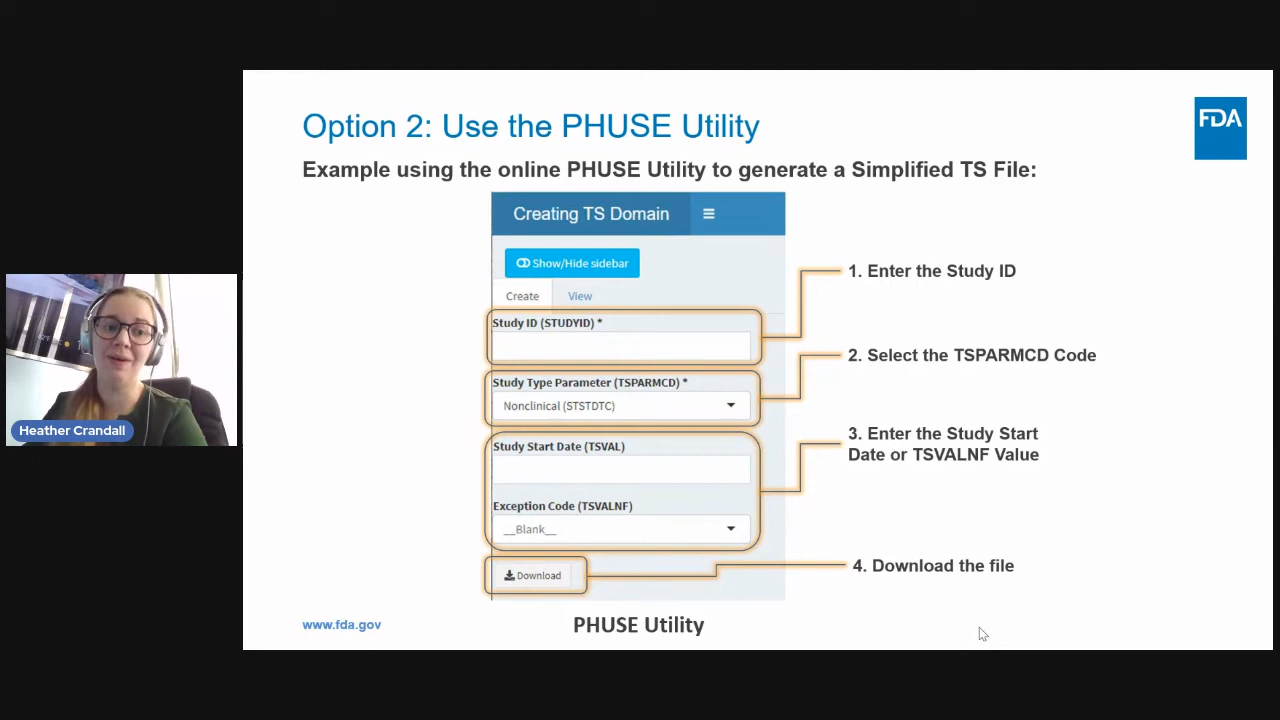 Option 2: Use the PHUSE Utility
FDA
Example using the online PHUSE Utility to generate a Simplified TS File:
Creating TS Domain
Show/Hide sidebar
Create View
Study ID (STUDYID) *
Study Type Parameter (TSPARMCD) *
Nonclinical (STSTDTC)
Study Start Date (TSVAL)
Exception Code (TSVALNF)
__Blank__
Download
1. Enter the Study ID
2. Select the TSPARMCD Code
3. Enter the Study Start
Date or TSVALNF Value
4. Download the file
Heather Crandall
www.fda.gov
PHUSE Utility